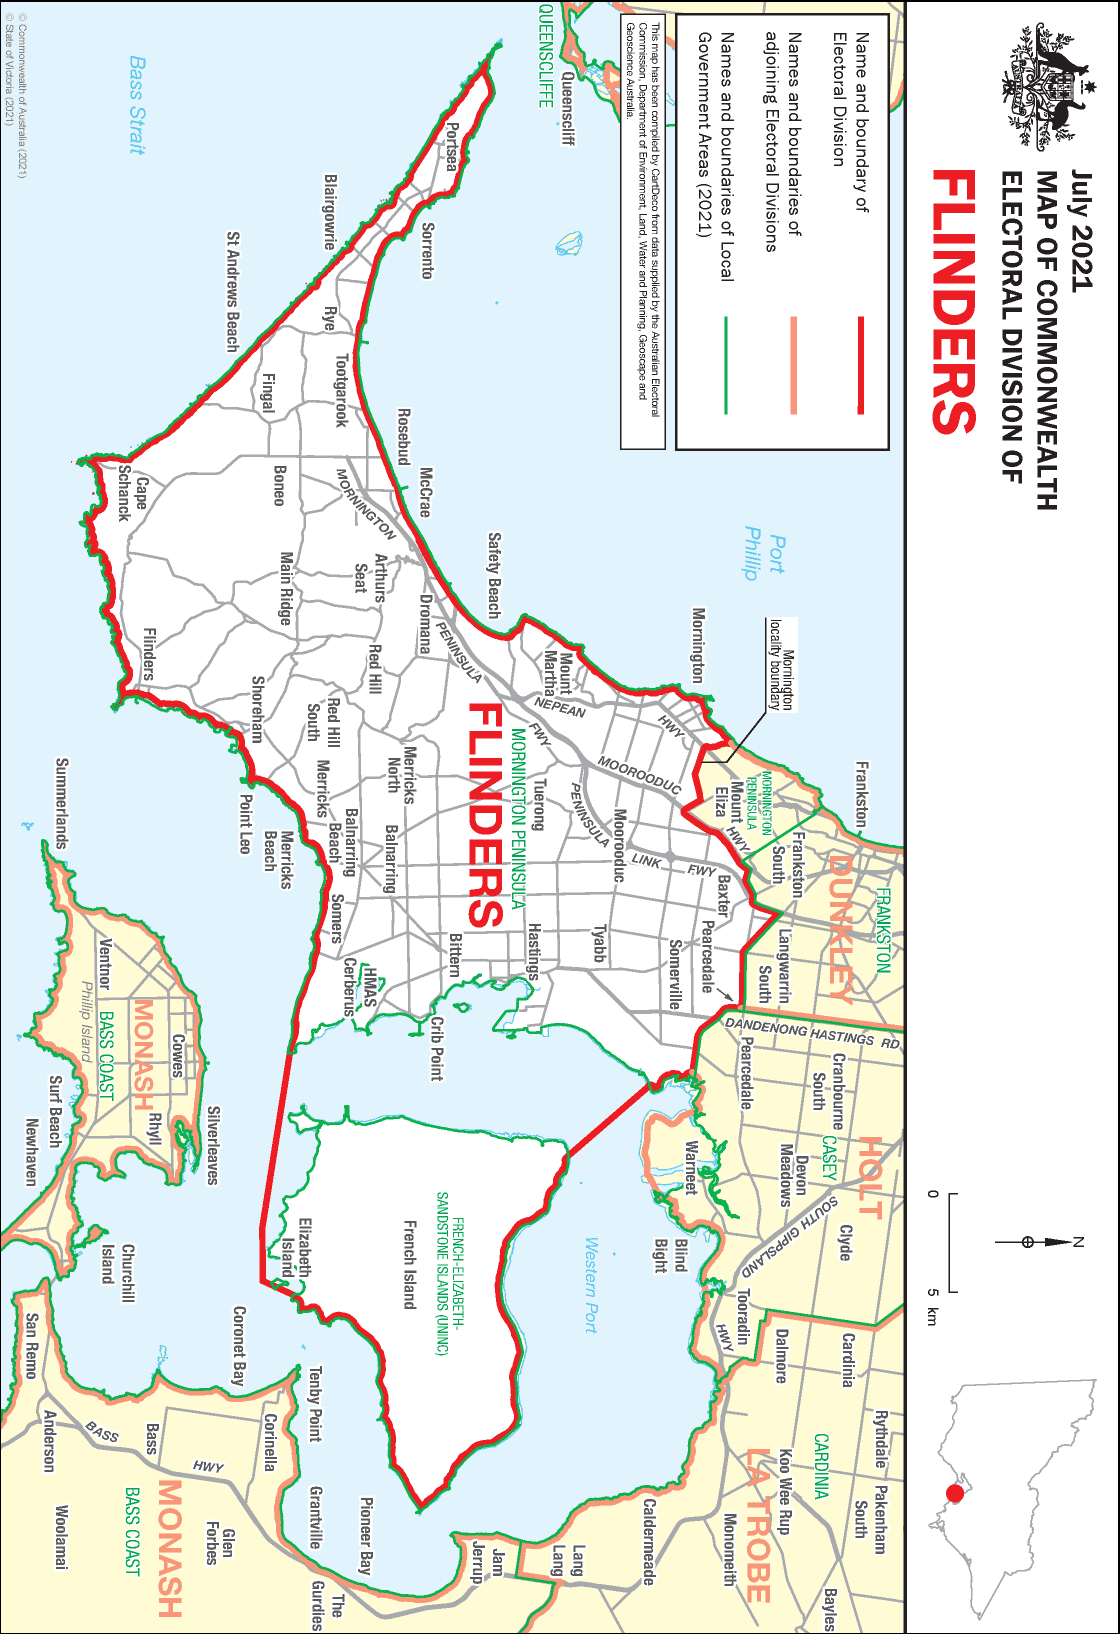 July 2021
MAP OF COMMONWEALTH
ELECTORAL DIVISION OF
FLINDERS
AUSTRALIA
0 5 km
N
Name and boundary of
Electoral Division
Names and boundaries of
adjoining Electoral Divisions
Names and boundaries of Local
Government Areas (2021)
This map has been compiled by CartDeco from data supplied by the Australian Electoral
Commission, Department of Environment, Land, Water and Planning, Geoscape and
Geoscience Australia.
QUEENSCLIFFE
Queenscliff
Port
Phillip
Mornington
locality boundary
Frankston
FRANKSTON
DUNKLEY
Frankston
South
MORNINGTON
PENINSULA
Mount
Eliza
HWY
Langwarrin
South
DANDENONG HASTINGS RD
Cranbourne
South
Pearcedale
HOLT
CASEY
Devon
Meadows
Clyde
SOUTH GIPPSLAND
HWY
Tooradin
Cardinia
Dalmore
Rythdale
Pakenham
South
CARDINIA
Koo Wee Rup
LA TROBE
Monomeith
Bayles
Caldermeade
Warneet
Blind
Bight
Mornington
HWY
MOOROODUC
Baxter
Pearcedale
Somerville
FWY
LINK
PENINSULA
Moorooduc
Tyabb
Mount
Martha
NEPEAN
FWY
Tuerong
Hastings
MORNINGTON PENINSULA
FLINDERS
Safety Beach
PENINSULA
Dromana
Bittern
Crib Point
Western Port
Lang
Lang
Jam
Jerrup
FRENCH-ELIZABETH-
SANDSTONE ISLANDS (UNINC)
French Island
Elizabeth
Island
Sorrento
Portsea
McCrae
Rosebud
MORNINGTON
Arthurs
Seat
Red Hill
Merricks
North
Balnarring
HMAS
Cerberus
Tootgarook
Rye
Blairgowrie
Red Hill
South
Merricks
Balnarring
Beach
Somers
Fingal
Boneo
Main Ridge
Shoreham
Merricks
Beach
Point Leo
St Andrews Beach
Cape
Schanck
Flinders
Bass Strait
Summerlands
Ventnor
Phillip Island
MONASH
BASS COAST
Cowes
Rhyll
Silverleaves
Surf Beach
Newhaven
Churchill
Island
San Remo
Coronet Bay
Tenby Point
Corinella
Grantville
Pioneer Bay
The
Gurdies
Glen
Forbes
Bass
BASS
HWY
Anderson
Woolamai
MONASH
BASS COAST
© Commonwealth of Australia (2021)
© State of Victoria (2021)